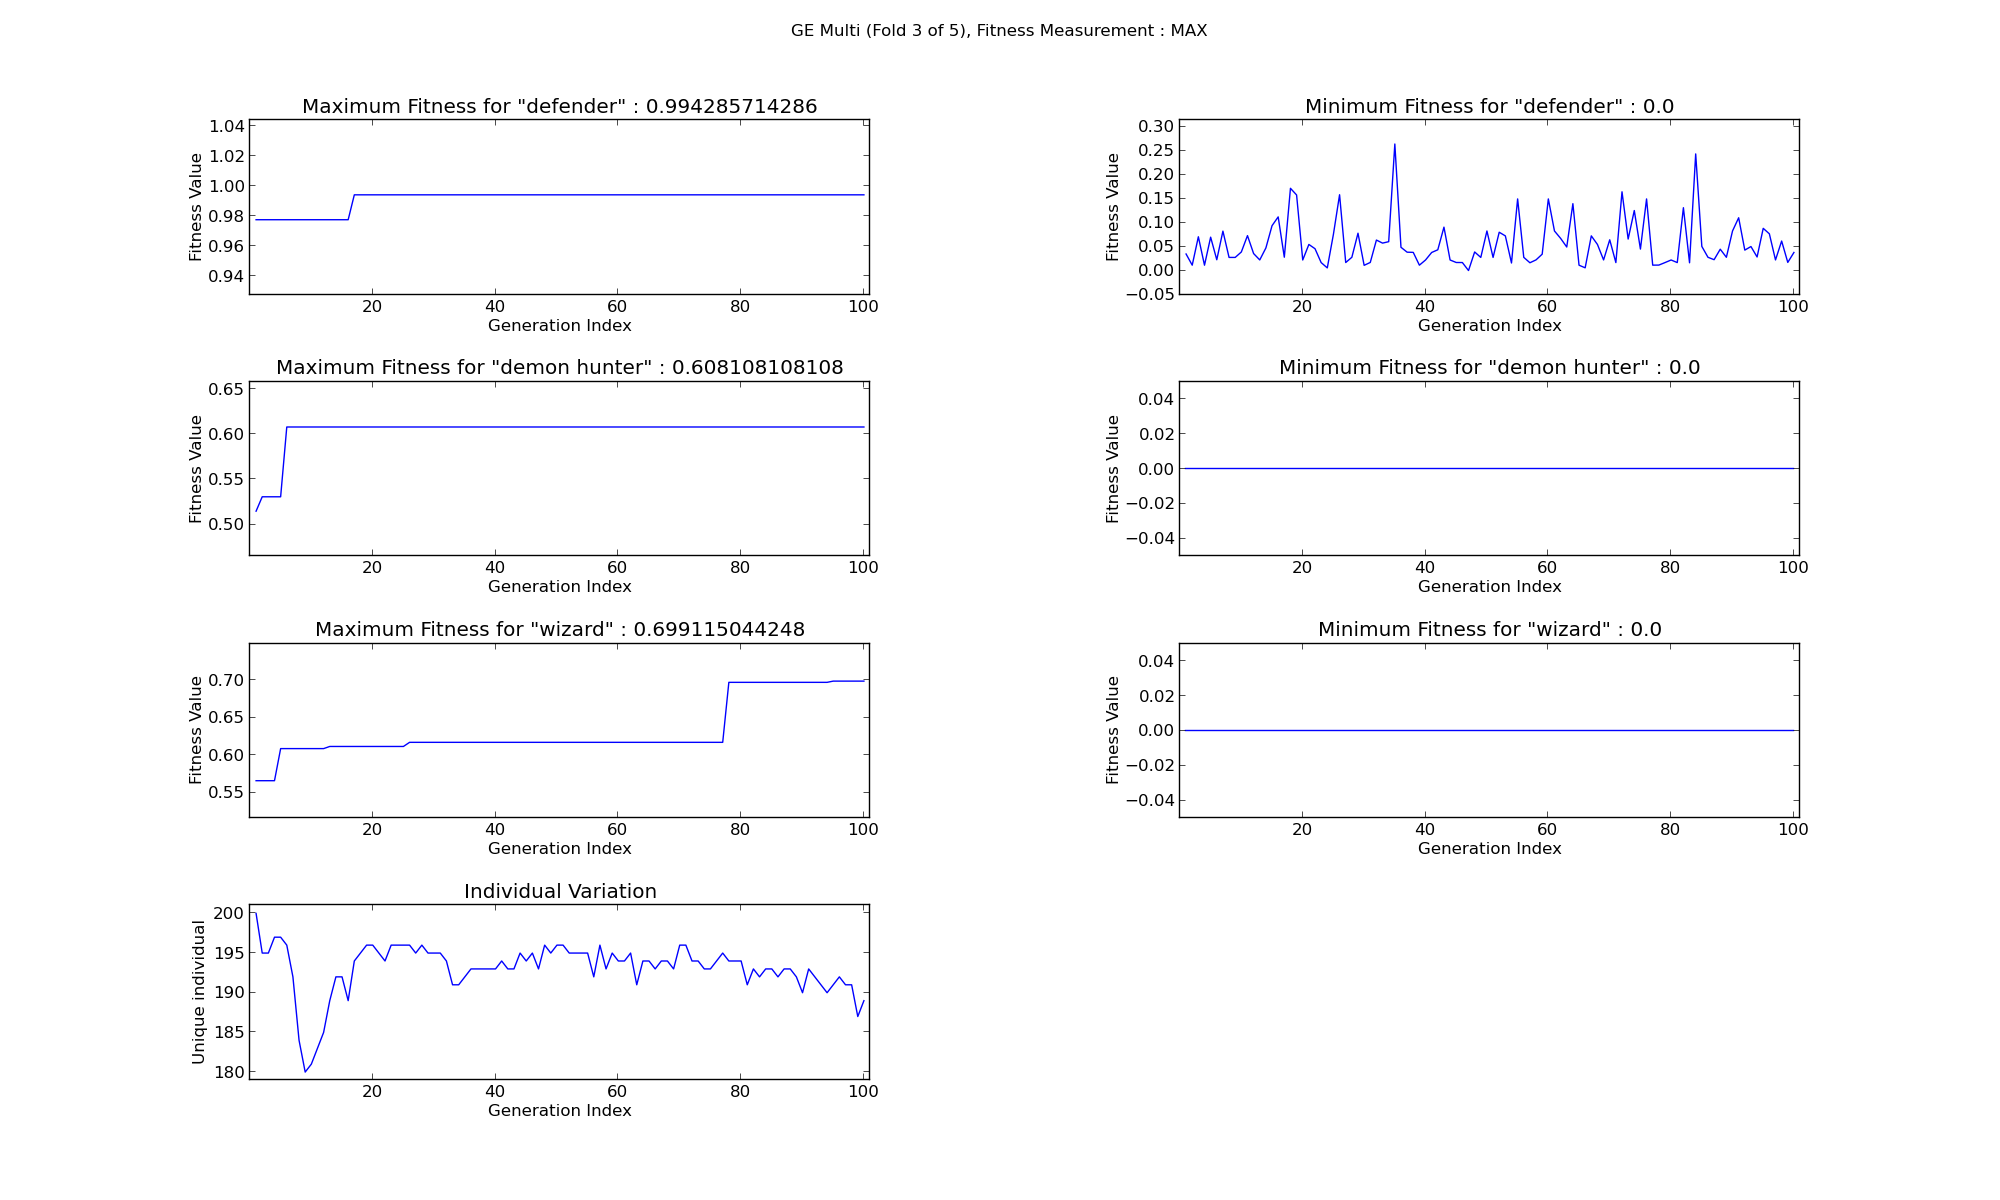 GE Multi (Fold 3 of 5), Fitness Measurement : MAX
Maximum Fitness for "defender" : 0.994285714286
1.04
1.02
1.00
0.98
0.96
0.94
Fitness Value
20 40 60 80 100
Generation Index
Minimum Fitness for "defender" : 0.0
0.30
0.25
0.20
0.15
0.10
0.05
0.00
−0.05
Fitness Value
20 40 60 80 100
Generation Index
Maximum Fitness for "demon hunter" : 0.608108108108
0.65
0.60
0.55
0.50
Fitness Value
20 40 60 80 100
Generation Index
Minimum Fitness for "demon hunter" : 0.0
0.04
0.02
0.00
−0.02
−0.04
Fitness Value
20 40 60 80 100
Generation Index
Maximum Fitness for "wizard" : 0.699115044248
0.70
0.65
0.60
0.55
Fitness Value
20 40 60 80 100
Generation Index
Minimum Fitness for "wizard" : 0.0
0.04
0.02
0.00
−0.02
−0.04
Fitness Value
20 40 60 80 100
Generation Index
Individual Variation
200
195
190
185
180
Unique individual
20 40 60 80 100
Generation Index